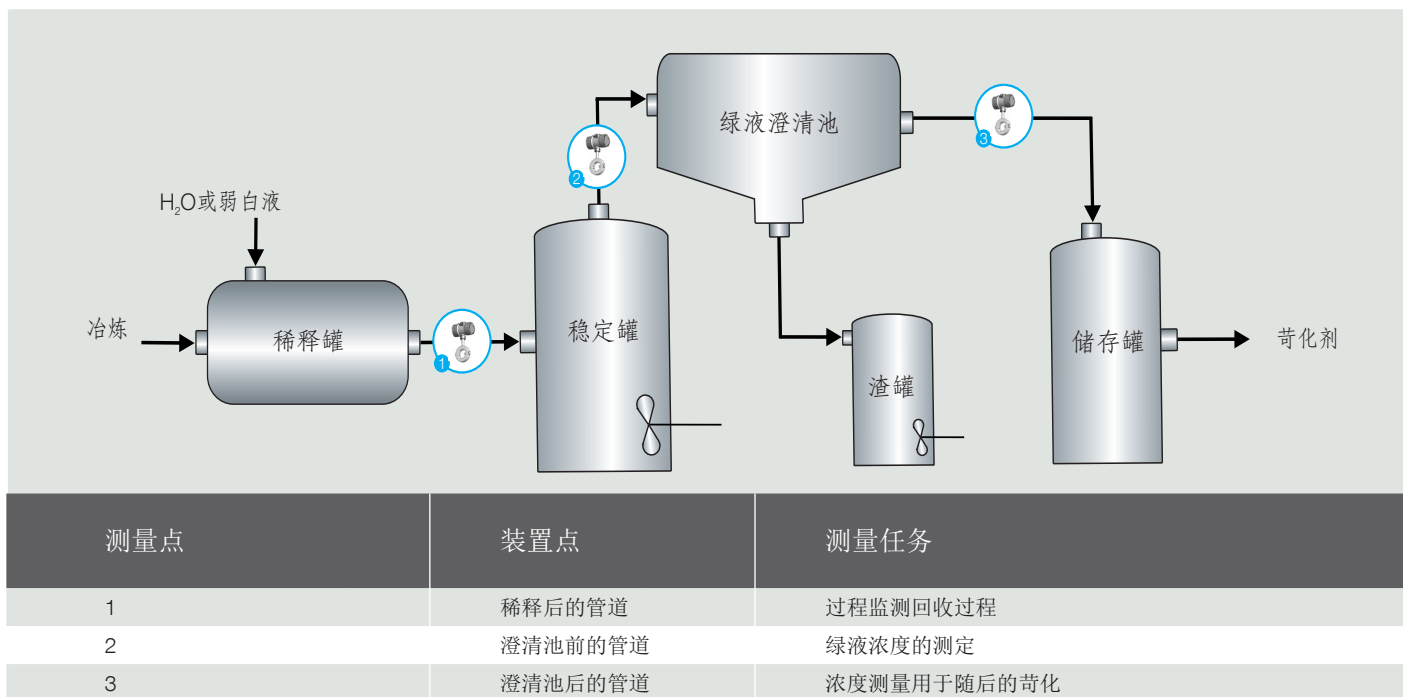 绿液澄清池
3
2
H₂O或弱白液
冶炼
稀释罐
1
稳定罐
渣罐
储存罐
苛化剂
测量点 装置点 测量任务
1 稀释后的管道 过程监测回收过程
2 澄清池前的管道 绿液浓度的测定
3 澄清池后的管道 浓度测量用于随后的苛化